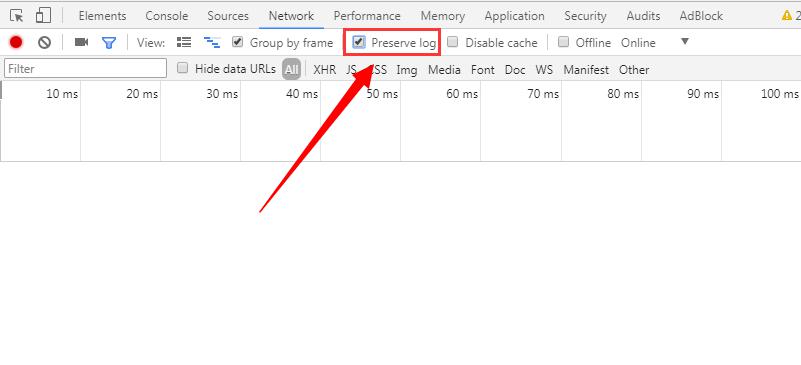 Elements Console Sources Network Performance Memory Application Security Audits AdBlock 2
View: Group by frame Preserve log Disable cache Offline Online
Filter Hide data URLs All XHR JS CSS Img Media Font Doc WS Manifest Other
10 ms 20 ms 30 ms 40 ms 50 ms 60 ms 70 ms 80 ms 90 ms 100 ms